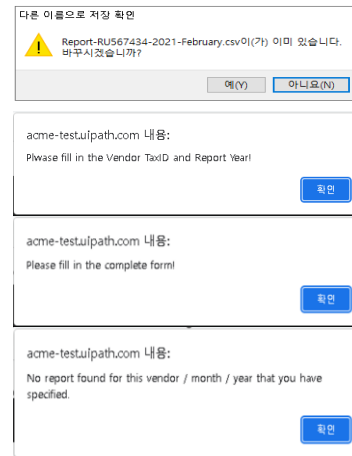 다른 이름으로 저장 확인
Report-RU567434-2021-February.csv이(가) 이미 있습니다.
바꾸시겠습니까?
예(Y)
아니요(N)
acme-test.uipath.com 내용:
Plwase fill in the Vendor TaxID and Report Year!
확인
acme-test.uipath.com 내용:
Please fill in the complete form!
확인
acme-test.uipath.com 내용:
No report found for this vendor / month / year that you have
specified.
확인